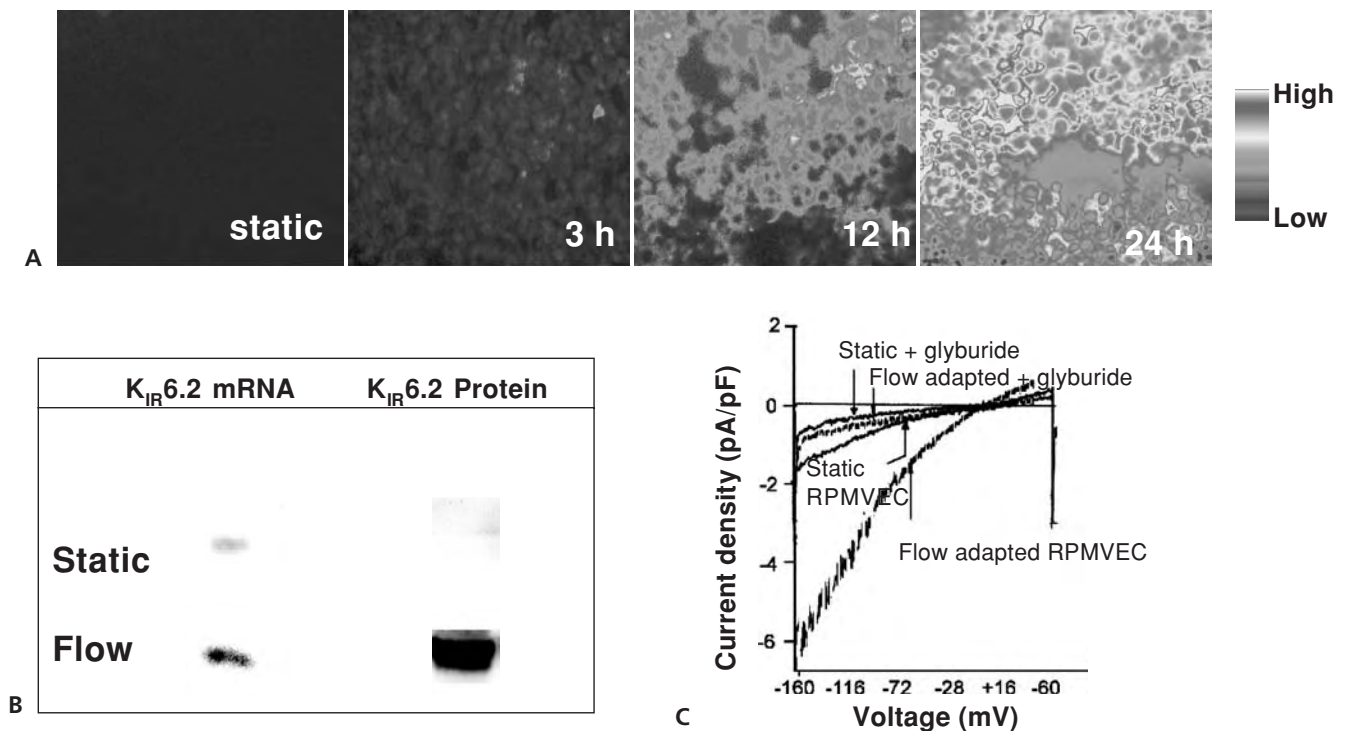 static
3 h
12 h
24 h
High
Low
A
K_IR6.2 mRNA K_IR6.2 Protein
Static
Flow
B
Current density (pA/pF)
2
0
-2
-4
-6
Static + glyburide
Flow adapted + glyburide
Static
RPMVEC
Flow adapted RPMVEC
-160 -116 -72 -28 +16 -60
Voltage (mV)
C